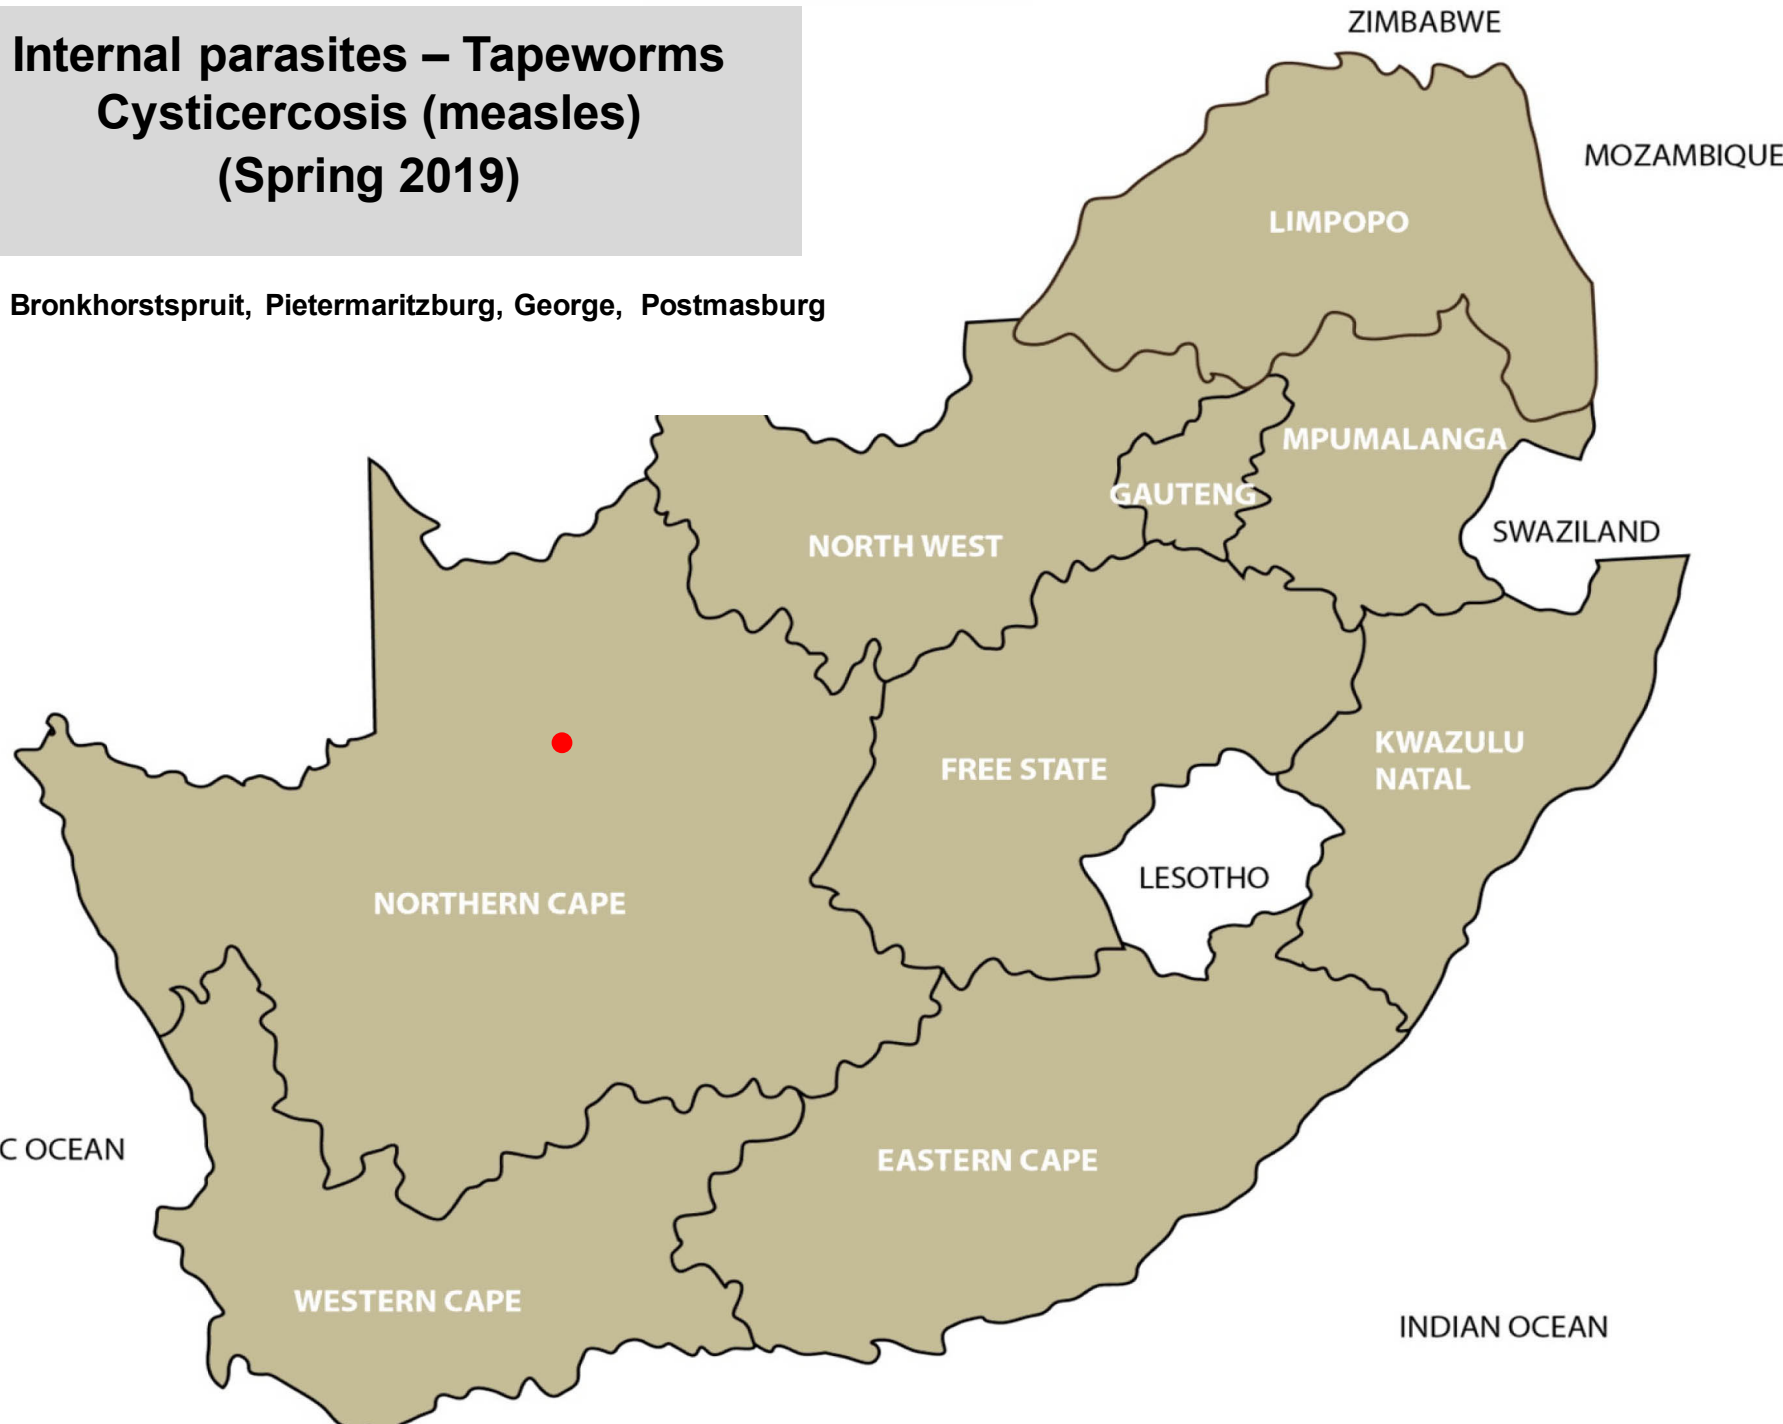 Internal parasites – Tapeworms
Cysticercosis (measles)
(Spring 2019)
Bronkhorstspruit, Pietermaritzburg, George, Postmasburg
ZIMBABWE
MOZAMBIQUE
LIMPOPO
MPUMALANGA
GAUTENG
SWAZILAND
NORTH WEST
KWAZULU
NATAL
FREE STATE
LESOTHO
NORTHERN CAPE
C OCEAN
EASTERN CAPE
WESTERN CAPE
INDIAN OCEAN